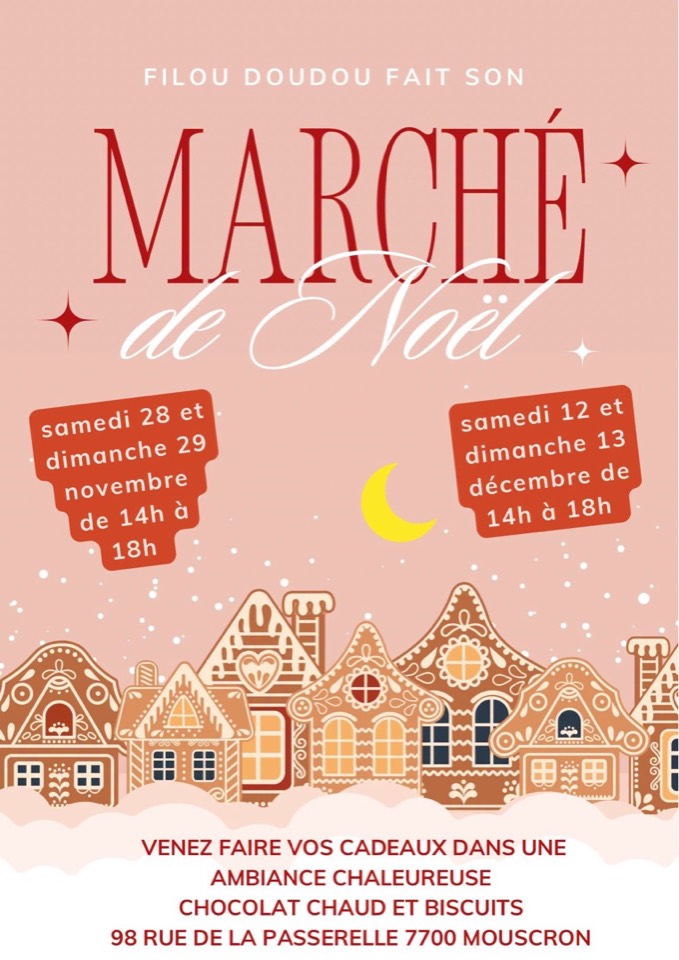 FILOU DOUDOU FAIT SON
MARCHÉ
de Noël
samedi 28 et
dimanche 29
novembre
de 14h à
18h
samedi 12 et
dimanche 13
décembre de
14h à 18h
VENEZ FAIRE VOS CADEAUX DANS UNE
AMBIANCE CHALEUREUSE
CHOCOLAT CHAUD ET BISCUITS
98 RUE DE LA PASSERELLE 7700 MOUSCRON